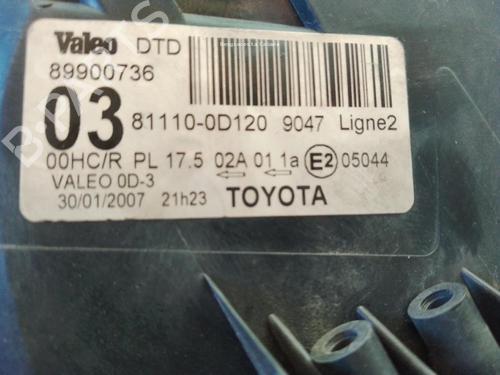 Valeo DTD
89900736
03 81110-0D120 9047 Ligne2
00HC/R PL 17.5 02A 01 1a E2 05044
VALEO 0D-3
30/01/2007 21h23 TOYOTA
B-PARTS